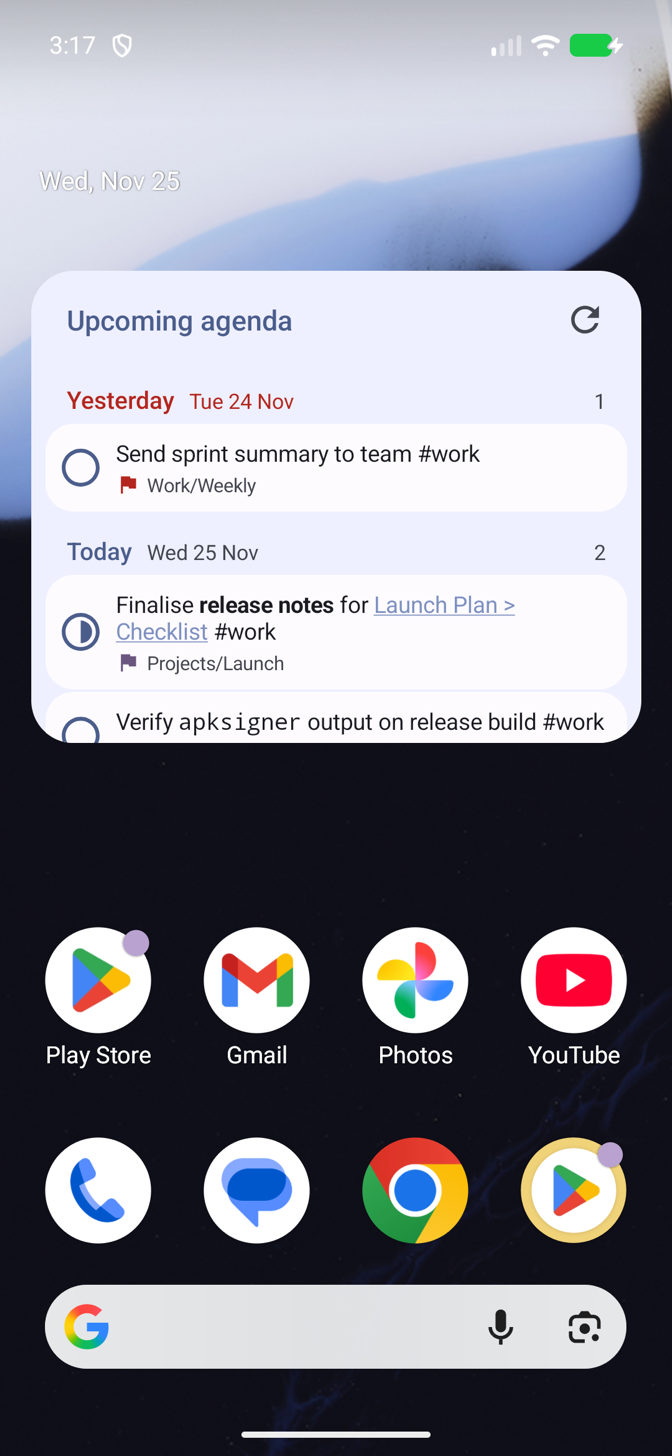 3:17
Wed, Nov 25
Upcoming agenda
Yesterday Tue 24 Nov 1
Send sprint summary to team #work
Work/Weekly
Today Wed 25 Nov 2
Finalise release notes for Launch Plan >
Checklist #work
Projects/Launch
Verify apksigner output on release build #work
Play Store Gmail Photos YouTube